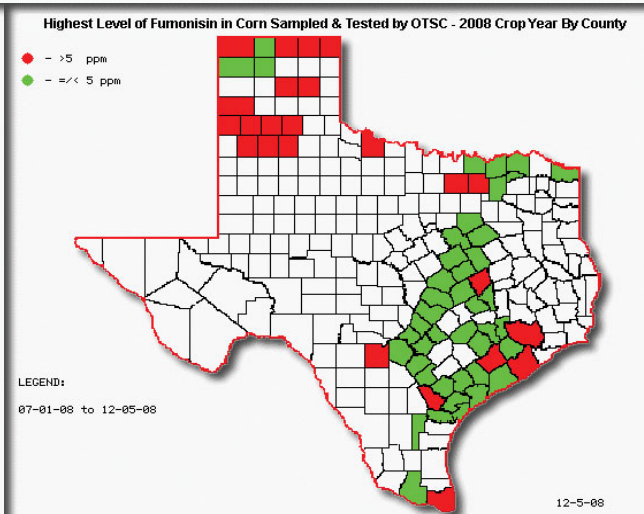 Highest Level of Fumonisin in Corn Sampled & Tested by OTSC - 2008 Crop Year By County
- >5 ppm
- =/< 5 ppm
LEGEND:
07-01-08 to 12-05-08
12-5-08